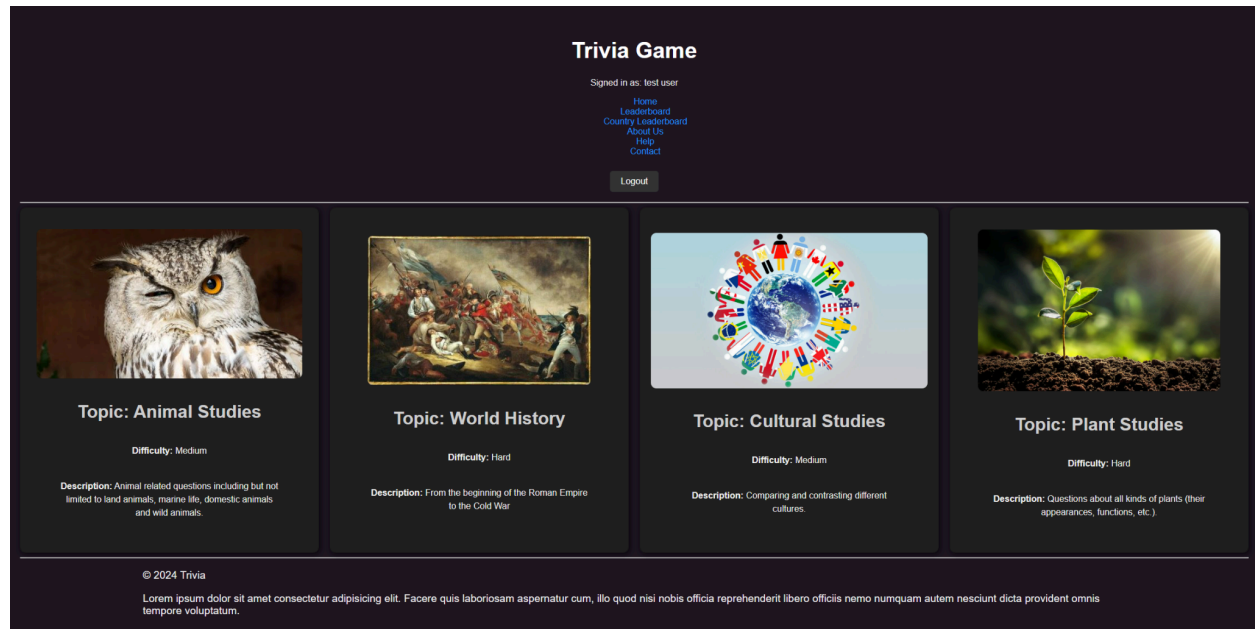 Trivia Game
Signed in as: test user
Home
Leaderboard
Country Leaderboard
About Us
Help
Contact
Logout
Topic: Animal Studies
Difficulty: Medium
Description: Animal related questions including but not
limited to land animals, marine life, domestic animals
and wild animals.
Topic: World History
Difficulty: Hard
Description: From the beginning of the Roman Empire
to the Cold War
Topic: Cultural Studies
Difficulty: Medium
Description: Comparing and contrasting different
cultures.
Topic: Plant Studies
Difficulty: Hard
Description: Questions about all kinds of plants (their
appearances, functions, etc.).
© 2024 Trivia
Lorem ipsum dolor sit amet consectetur adipisicing elit. Facere quis laboriosam aspernatur cum, illo quod nisi nobis officia reprehenderit libero officiis nemo numquam autem nesciunt dicta provident omnis
tempore voluptatum.